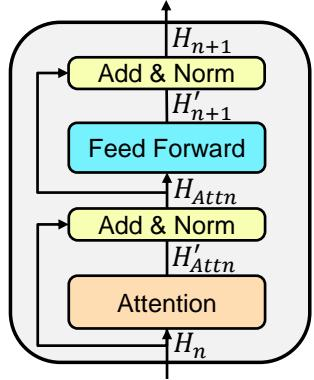 H_{n+1}
Add & Norm
H'_{n+1}
Feed Forward
H_{Attn}
Add & Norm
H'_{Attn}
Attention
H_n